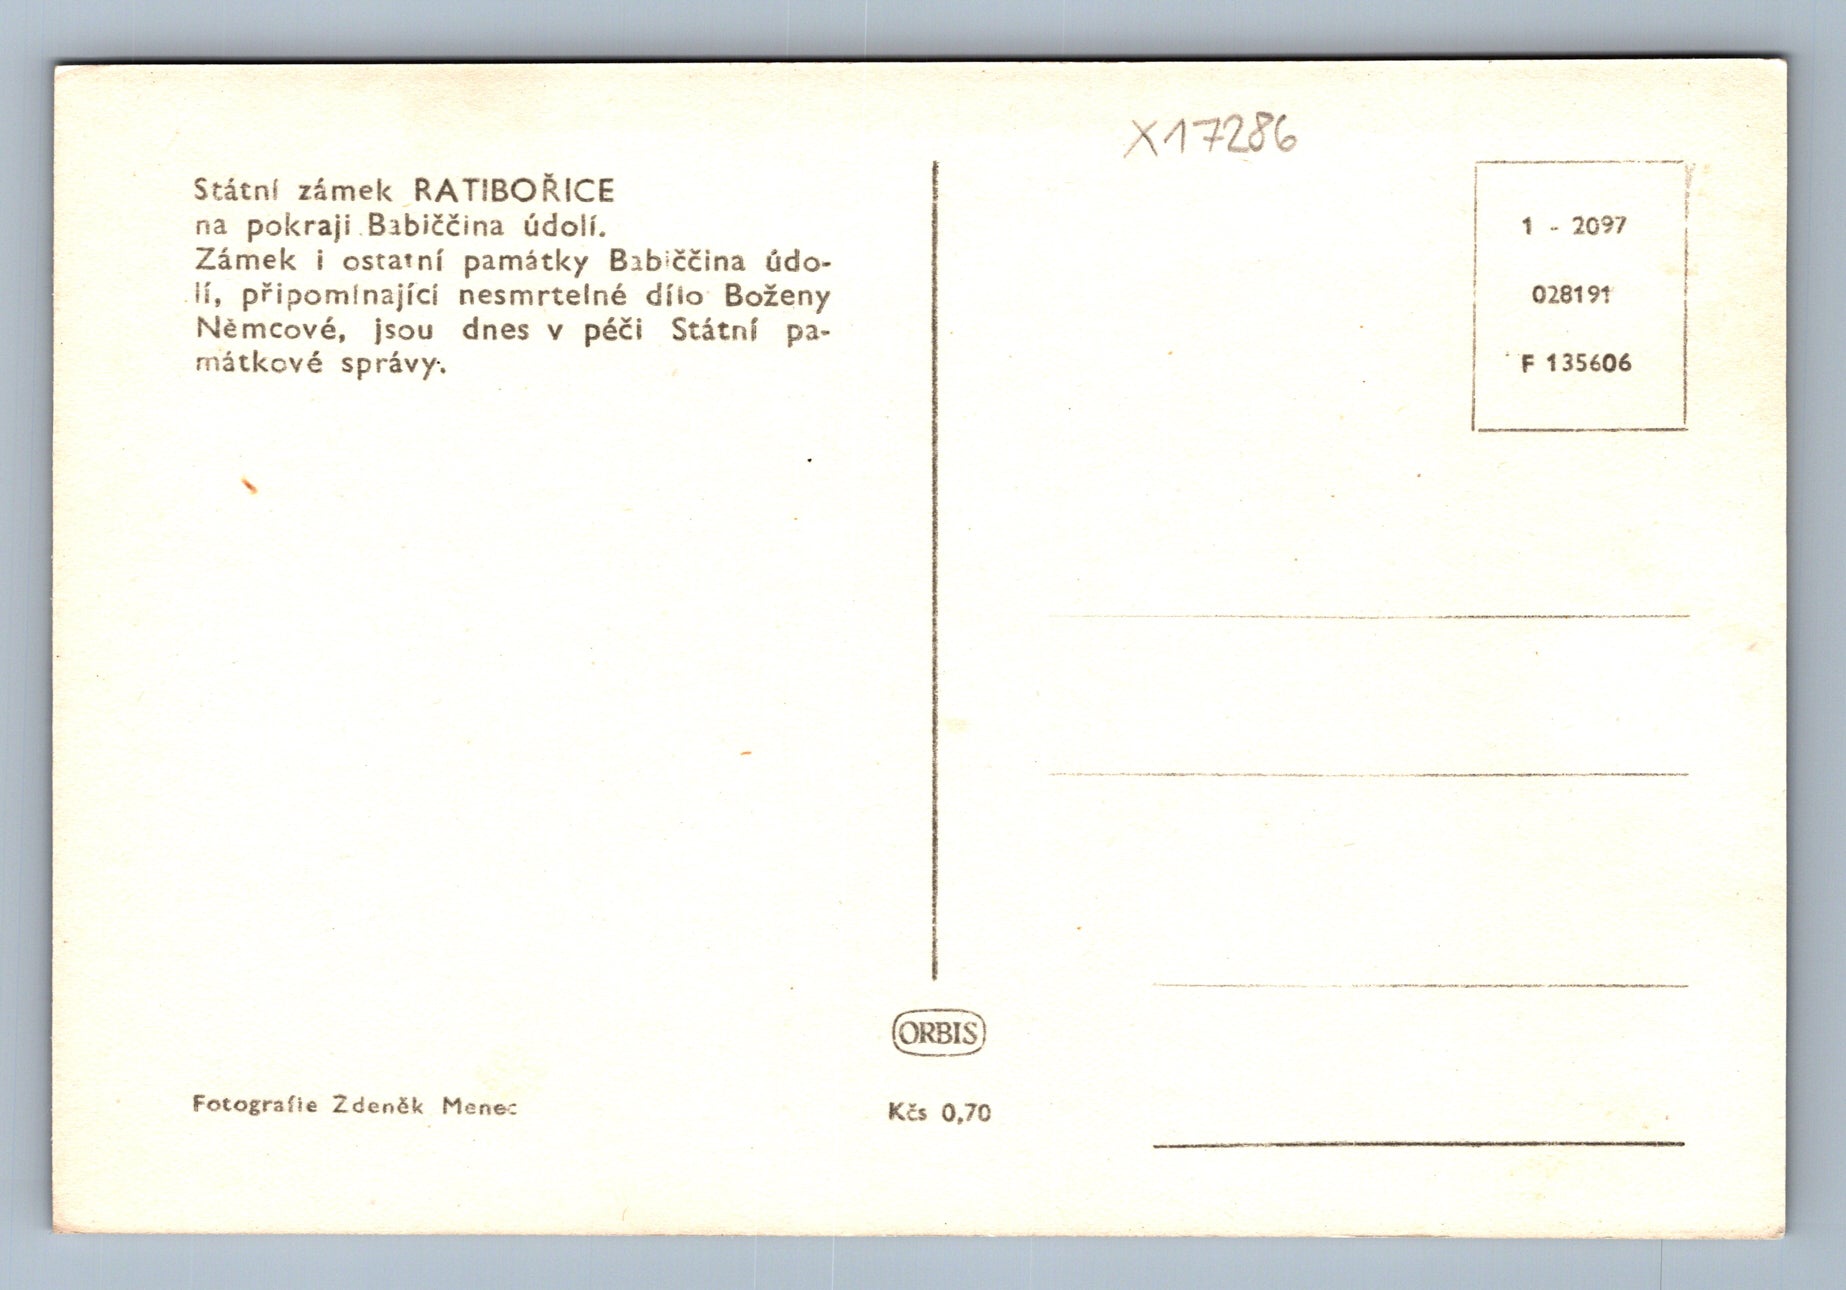 Státní zámek RATIBOŘICE
na pokraji Babiččina údolí.
Zámek i ostatní památky Babiččina údo-
lí, připomínající nesmrtelné dílo Boženy
Němcové, jsou dnes v péči Státní pa-
mátkové správy.
Fotografie Zdeněk Menec
ORBIS
Kčs 0,70
X17286
1 - 2097
028191
F 135606